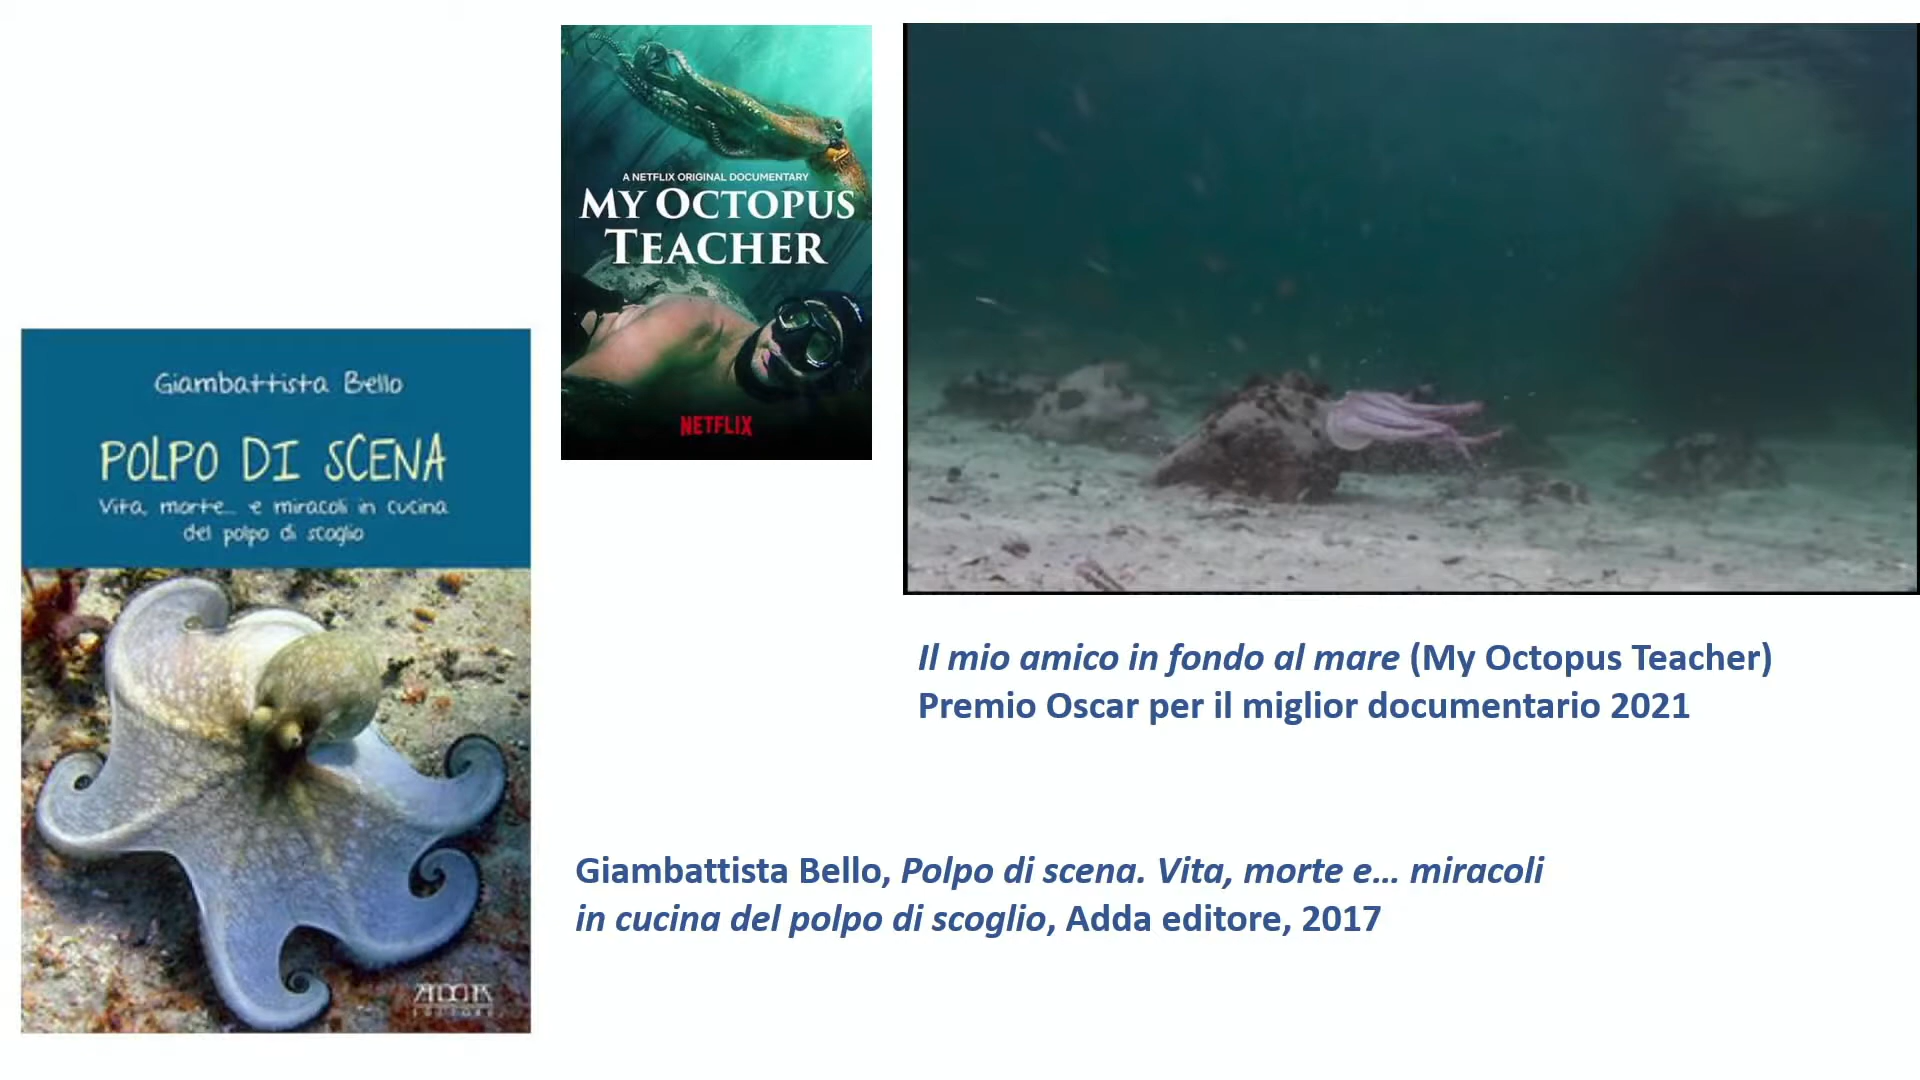 A NETFLIX ORIGINAL DOCUMENTARY
MY OCTOPUS
TEACHER
NETFLIX
Giambattista Bello
POLPO DI SCENA
Vita, morte... e miracoli in cucina
del polpo di scoglio
ADDA
EDITORE
Il mio amico in fondo al mare (My Octopus Teacher)
Premio Oscar per il miglior documentario 2021
Giambattista Bello, Polpo di scena. Vita, morte e... miracoli
in cucina del polpo di scoglio, Adda editore, 2017